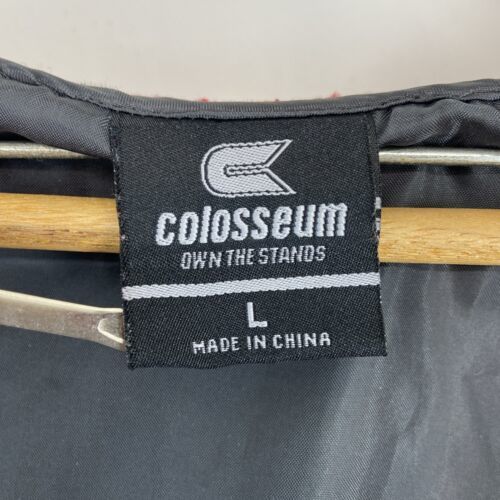 COLOSSEUM
OWN THE STANDS
L
MADE IN CHINA